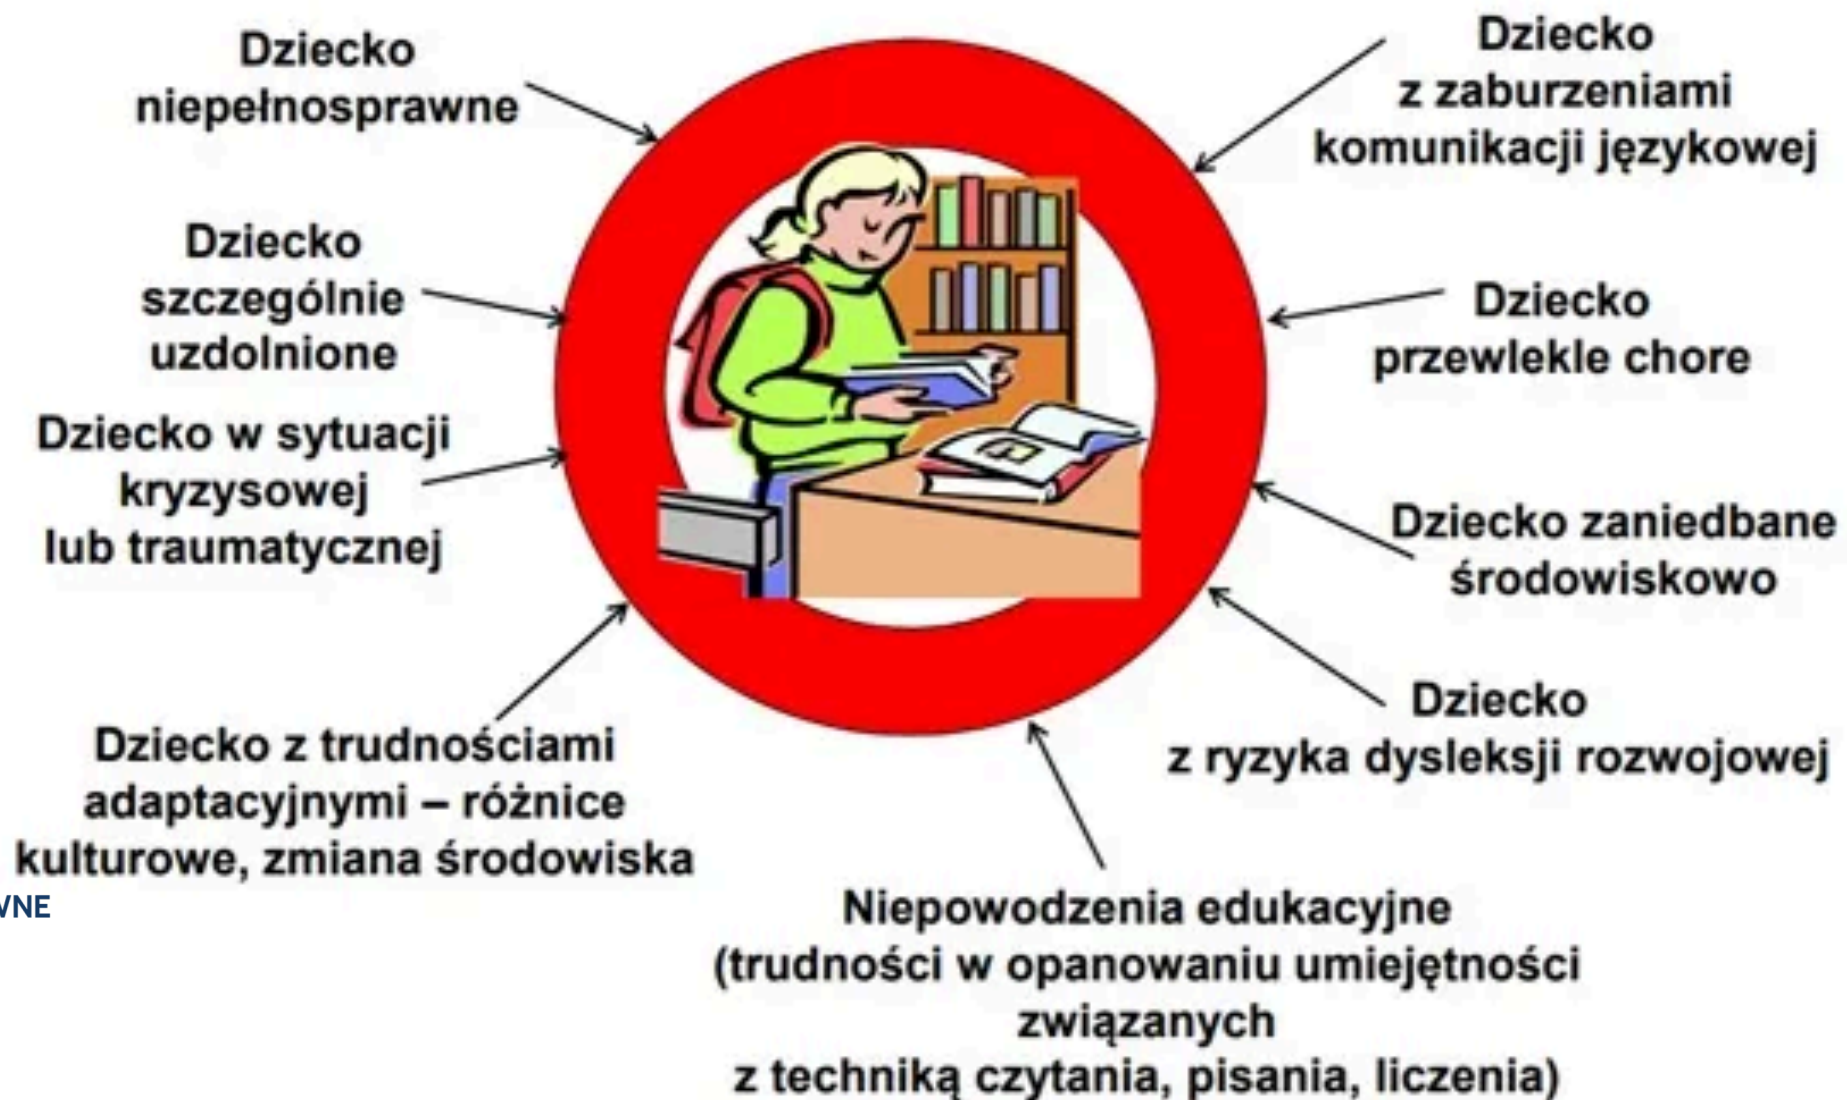 Dziecko
niepełnosprawne
Dziecko
szczególnie
uzdolnione
Dziecko w sytuacji
kryzysowej
lub traumatycznej
Dziecko z trudnościami
adaptacyjnymi – różnice
kulturowe, zmiana środowiska
WNE
Dziecko
z zaburzeniami
komunikacji językowej
Dziecko
przewlekle chore
Dziecko zaniedbane
środowiskowo
Dziecko
z ryzyka dysleksji rozwojowej
Niepowodzenia edukacyjne
(trudności w opanowaniu umiejętności
związanych
z techniką czytania, pisania, liczenia)